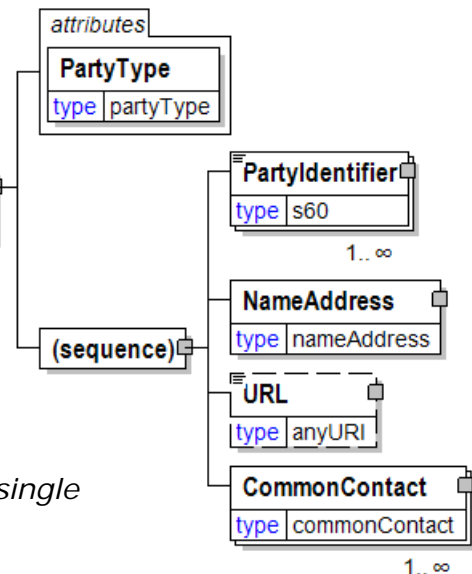 attributes
PartyType
type partyType
PartyIdentifier
type s60
1.. ∞
NameAddress
type nameAddress
(sequence)
URL
type anyURI
single
CommonContact
type commonContact
1.. ∞